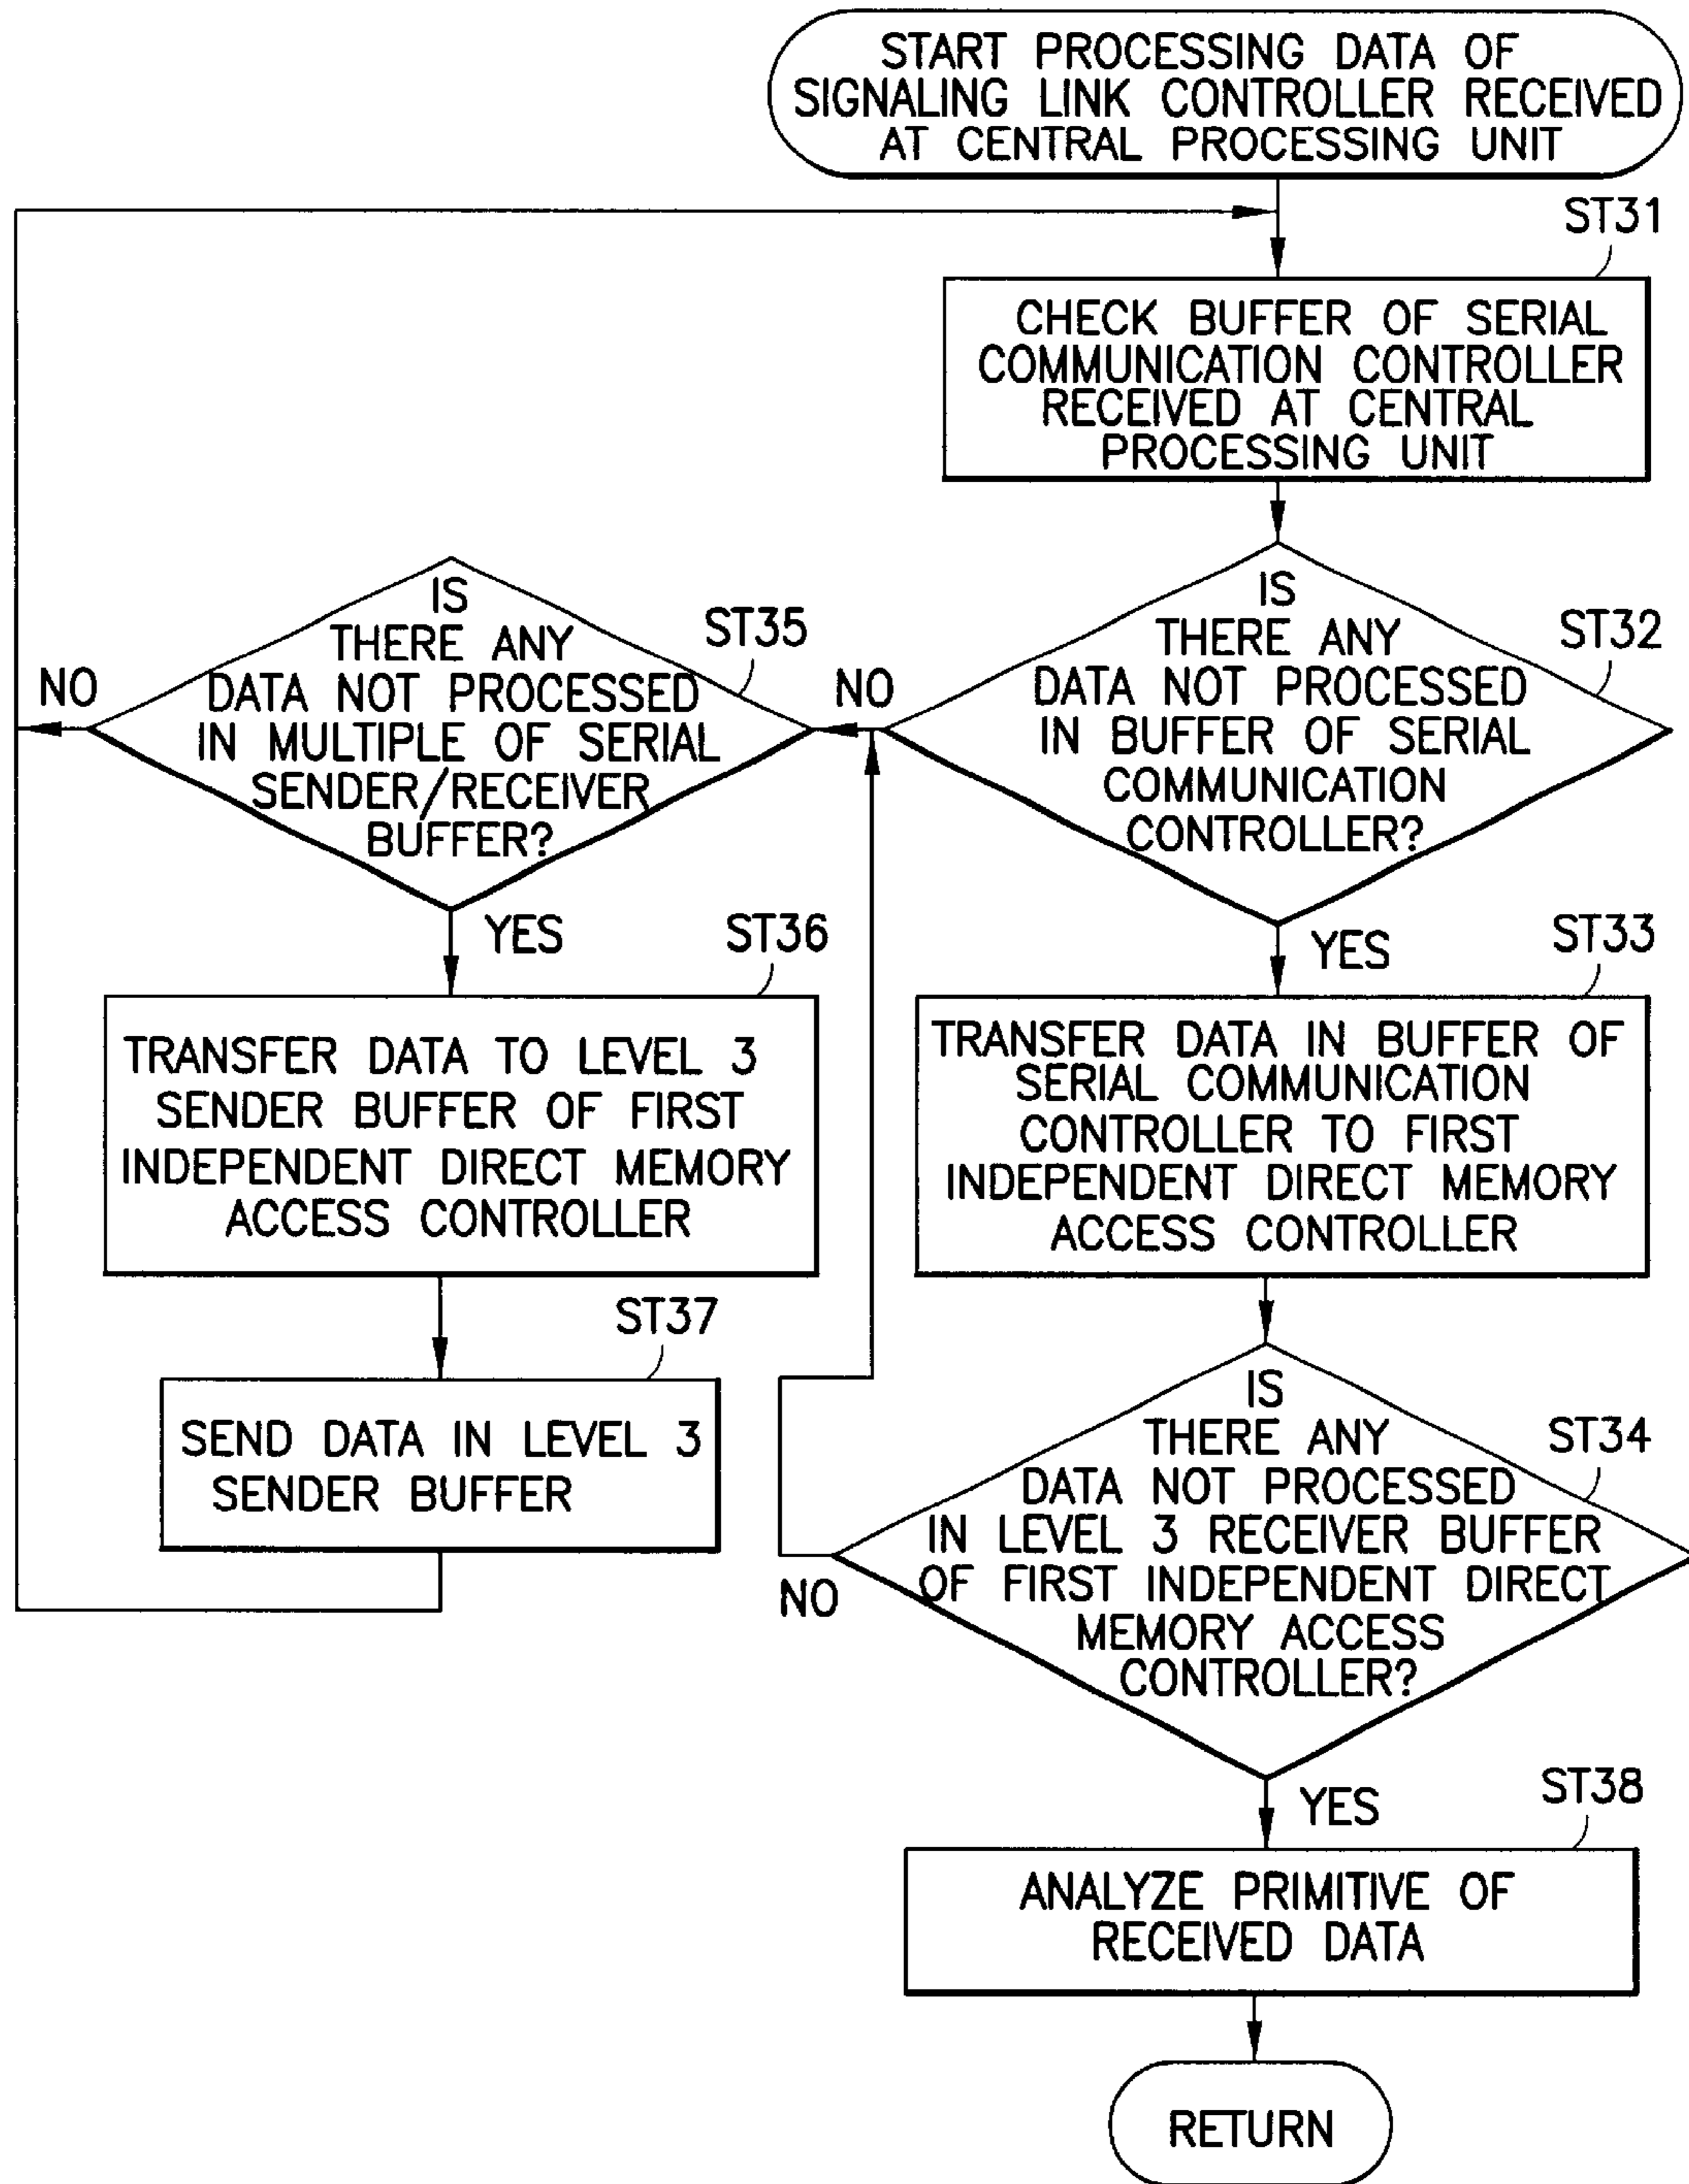 START PROCESSING DATA OF
SIGNALING LINK CONTROLLER RECEIVED
AT CENTRAL PROCESSING UNIT
ST31
CHECK BUFFER OF SERIAL
COMMUNICATION CONTROLLER
RECEIVED AT CENTRAL
PROCESSING UNIT
ST32
IS
THERE ANY
DATA NOT PROCESSED
IN BUFFER OF SERIAL
COMMUNICATION
CONTROLLER?
NO
YES
ST35
IS
THERE ANY
DATA NOT PROCESSED
IN MULTIPLE OF SERIAL
SENDER/RECEIVER
BUFFER?
NO
YES
ST36
TRANSFER DATA TO LEVEL 3
SENDER BUFFER OF FIRST
INDEPENDENT DIRECT MEMORY
ACCESS CONTROLLER
ST37
SEND DATA IN LEVEL 3
SENDER BUFFER
ST33
TRANSFER DATA IN BUFFER OF
SERIAL COMMUNICATION
CONTROLLER TO FIRST
INDEPENDENT DIRECT MEMORY
ACCESS CONTROLLER
ST34
IS
THERE ANY
DATA NOT PROCESSED
IN LEVEL 3 RECEIVER BUFFER
OF FIRST INDEPENDENT DIRECT
MEMORY ACCESS
CONTROLLER?
NO
YES
ST38
ANALYZE PRIMITIVE OF
RECEIVED DATA
RETURN